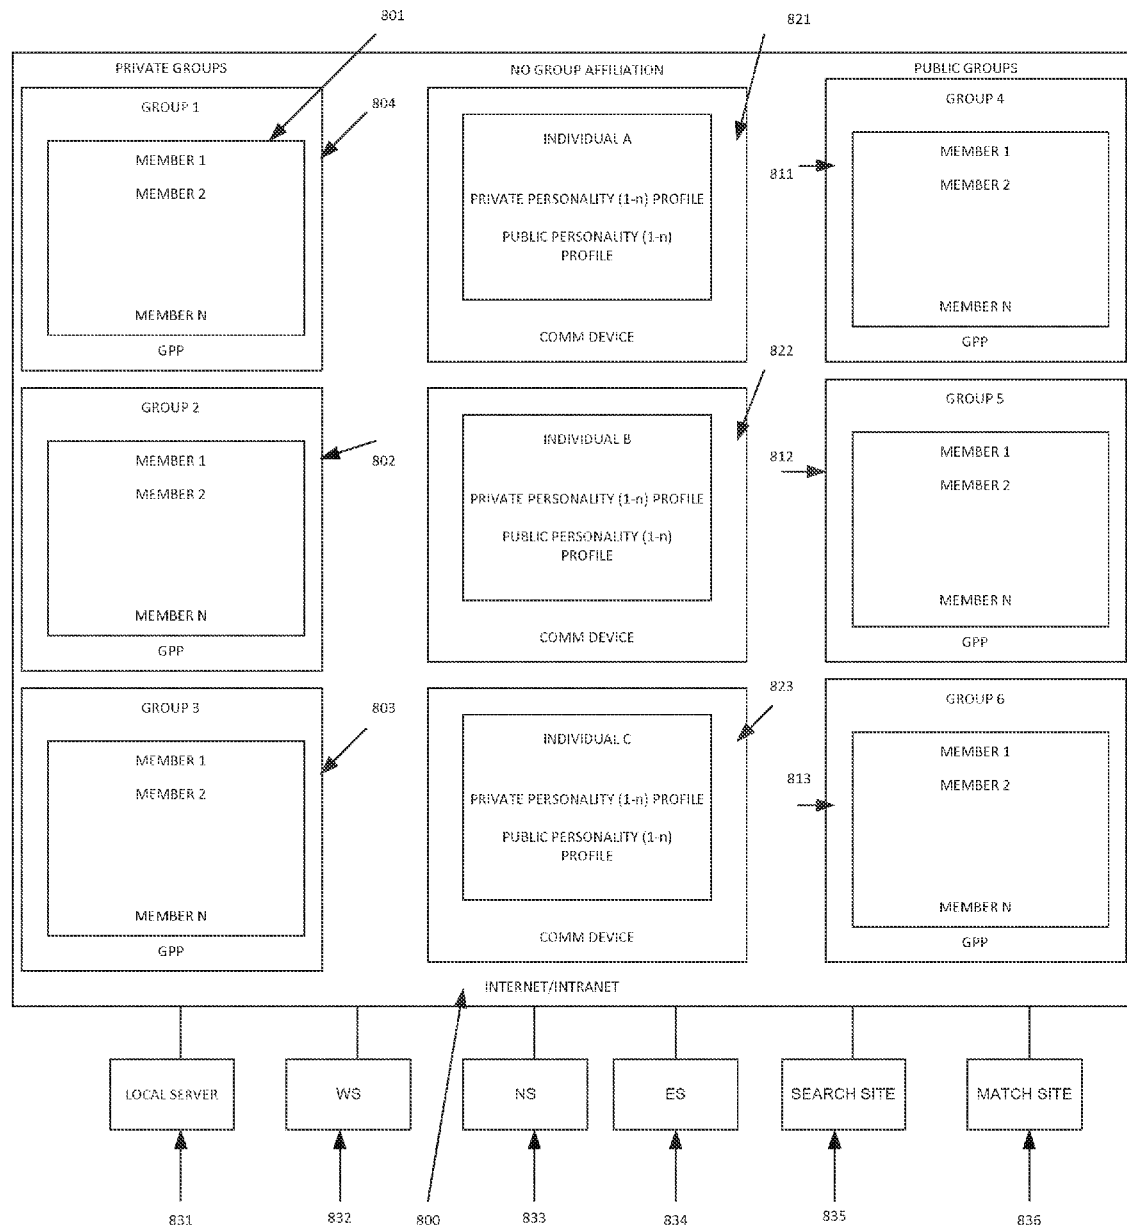 801
821
PRIVATE GROUPS
NO GROUP AFFILIATION
PUBLIC GROUPS
GROUP 1
804
MEMBER 1
MEMBER 2
MEMBER N
GPP
INDIVIDUAL A
PRIVATE PERSONALITY (1-n) PROFILE
PUBLIC PERSONALITY (1-n)
PROFILE
COMM DEVICE
GROUP 4
811
MEMBER 1
MEMBER 2
MEMBER N
GPP
822
GROUP 2
802
MEMBER 1
MEMBER 2
MEMBER N
GPP
INDIVIDUAL B
PRIVATE PERSONALITY (1-n) PROFILE
PUBLIC PERSONALITY (1-n)
PROFILE
COMM DEVICE
GROUP 5
812
MEMBER 1
MEMBER 2
MEMBER N
GPP
823
GROUP 3
803
MEMBER 1
MEMBER 2
MEMBER N
GPP
INDIVIDUAL C
PRIVATE PERSONALITY (1-n) PROFILE
PUBLIC PERSONALITY (1-n)
PROFILE
COMM DEVICE
GROUP 6
813
MEMBER 1
MEMBER 2
MEMBER N
GPP
INTERNET/INTRANET
LOCAL SERVER
WS
NS
ES
SEARCH SITE
MATCH SITE
831
832
800
833
834
835
836